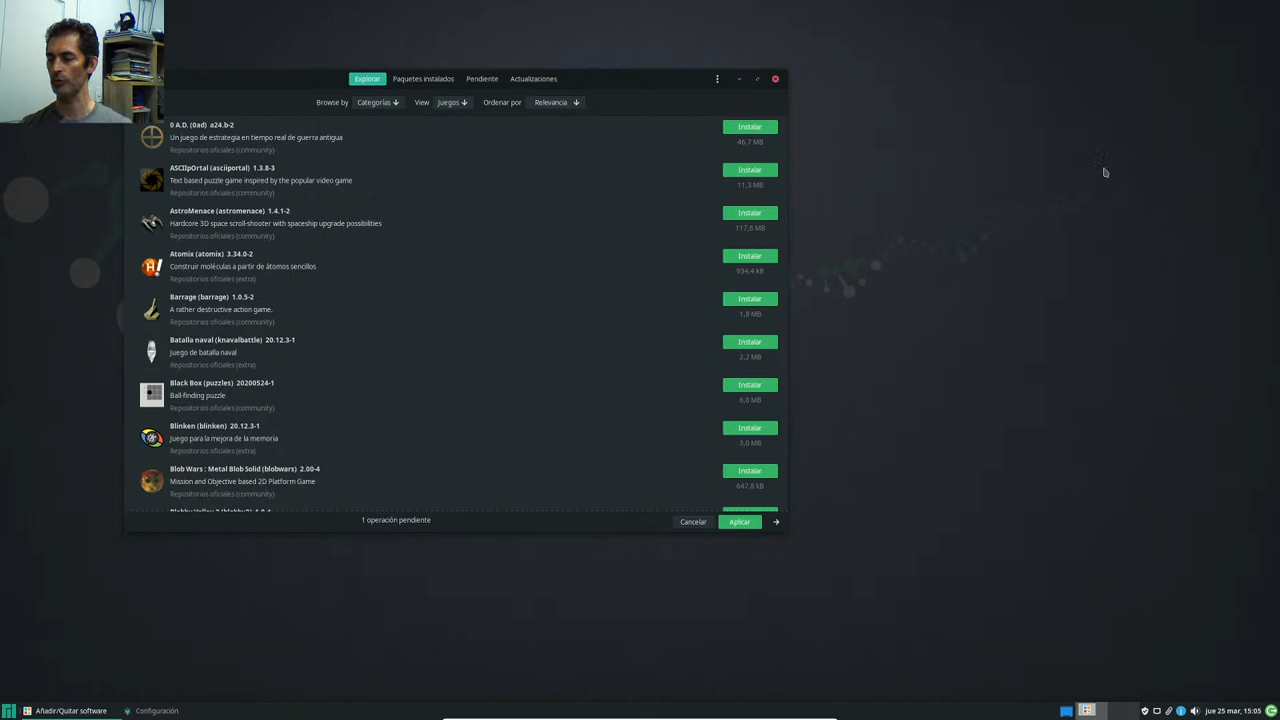 Explorar Paquetes instalados Pendiente Actualizaciones
Browse by Categorías View Juegos Ordenar por Relevancia
0 A.D. (0ad) a24.b-2 Instalar
Un juego de estrategia en tiempo real de guerra antigua
Repositorios oficiales (community) 46,7 MB
ASCIIpOrtal (asciiportal) 1.3.8-3 Instalar
Text based puzzle game inspired by the popular video game
Repositorios oficiales (community) 11,3 MB
AstroMenace (astromenace) 1.4.1-2 Instalar
Hardcore 3D space scroll-shooter with spaceship upgrade possibilities
Repositorios oficiales (community) 117,6 MB
Atomix (atomix) 3.34.0-2 Instalar
Construir moléculas a partir de átomos sencillos
Repositorios oficiales (extra) 934,4 kB
Barrage (barrage) 1.0.5-2 Instalar
A rather destructive action game.
Repositorios oficiales (community) 1,8 MB
Batalla naval (knavalbattle) 20.12.3-1 Instalar
Juego de batalla naval
Repositorios oficiales (extra) 2,2 MB
Black Box (puzzles) 20200524-1 Instalar
Ball-finding puzzle
Repositorios oficiales (community) 6,0 MB
Blinken (blinken) 20.12.3-1 Instalar
Juego para la mejora de la memoria
Repositorios oficiales (extra) 3,0 MB
Blob Wars : Metal Blob Solid (blobwars) 2.00-4 Instalar
Mission and Objective based 2D Platform Game
Repositorios oficiales (community) 647,8 kB
1 operación pendiente Cancelar Aplicar
Añadir/Quitar software Configuración jue 25 mar, 15:05